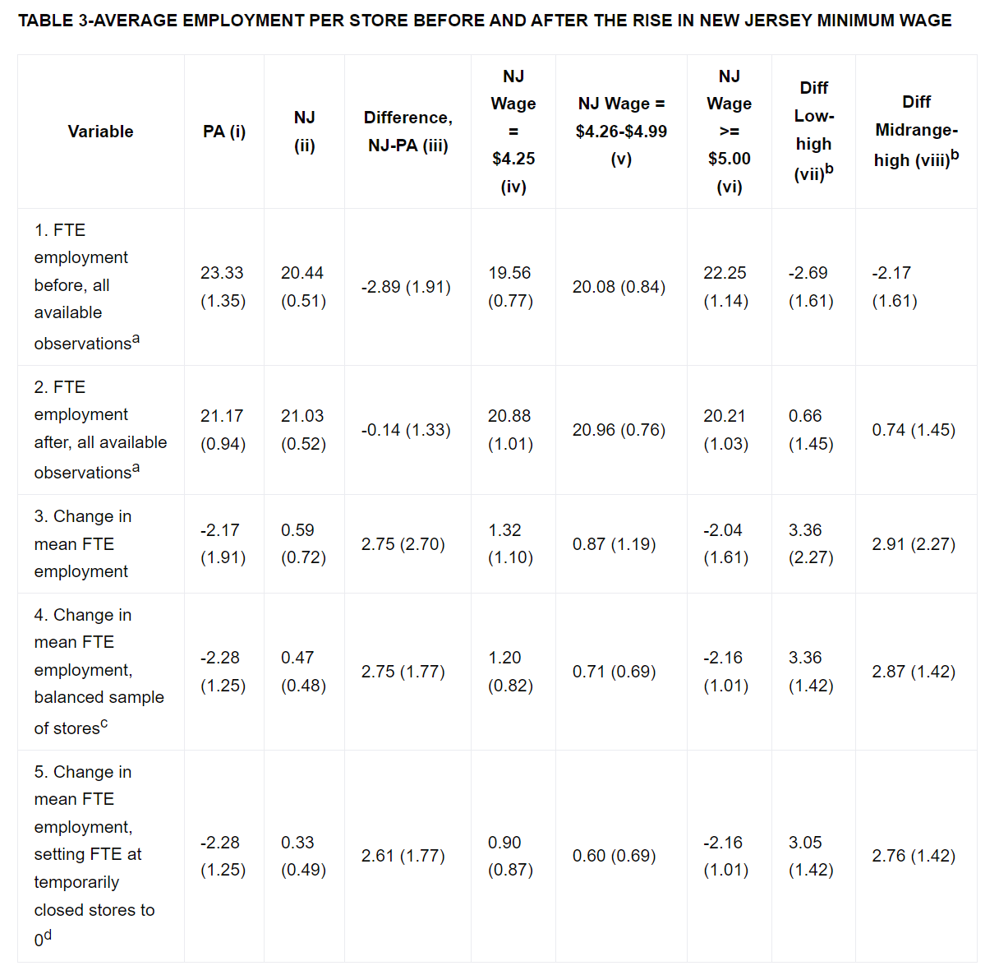 TABLE 3-AVERAGE EMPLOYMENT PER STORE BEFORE AND AFTER THE RISE IN NEW JERSEY MINIMUM WAGE
Variable
PA (i)
NJ
(ii)
Difference,
NJ-PA (iii)
NJ
Wage
=
$4.25
(iv)
NJ Wage =
$4.26-$4.99
(v)
NJ
Wage
>=
$5.00
(vi)
Diff
Low-
high
(vii)b
Diff
Midrange-
high (viii)b
1. FTE
employment
before, all
available
observationsa
23.33
(1.35)
20.44
(0.51)
-2.89 (1.91)
19.56
(0.77)
20.08 (0.84)
22.25
(1.14)
-2.69
(1.61)
-2.17
(1.61)
2. FTE
employment
after, all available
observationsa
21.17
(0.94)
21.03
(0.52)
-0.14 (1.33)
20.88
(1.01)
20.96 (0.76)
20.21
(1.03)
0.66
(1.45)
0.74 (1.45)
3. Change in
mean FTE
employment
-2.17
(1.91)
0.59
(0.72)
2.75 (2.70)
1.32
(1.10)
0.87 (1.19)
-2.04
(1.61)
3.36
(2.27)
2.91 (2.27)
4. Change in
mean FTE
employment,
balanced sample
of storesc
-2.28
(1.25)
0.47
(0.48)
2.75 (1.77)
1.20
(0.82)
0.71 (0.69)
-2.16
(1.01)
3.36
(1.42)
2.87 (1.42)
5. Change in
mean FTE
employment,
setting FTE at
temporarily
closed stores to
0d
-2.28
(1.25)
0.33
(0.49)
2.61 (1.77)
0.90
(0.87)
0.60 (0.69)
-2.16
(1.01)
3.05
(1.42)
2.76 (1.42)